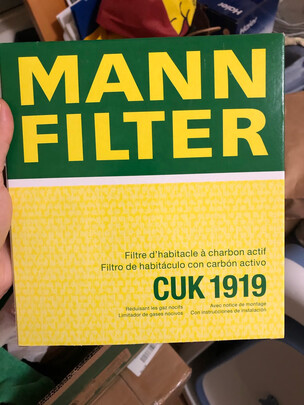 MANN
FILTER
Filtre d'habitacle à charbon actif
Filtro de habitáculo con carbón activo
CUK 1919
Réduisant les gaz nocifs
Limitador de gases nocivos
Avec notice de montage
Con instrucciones de instalación